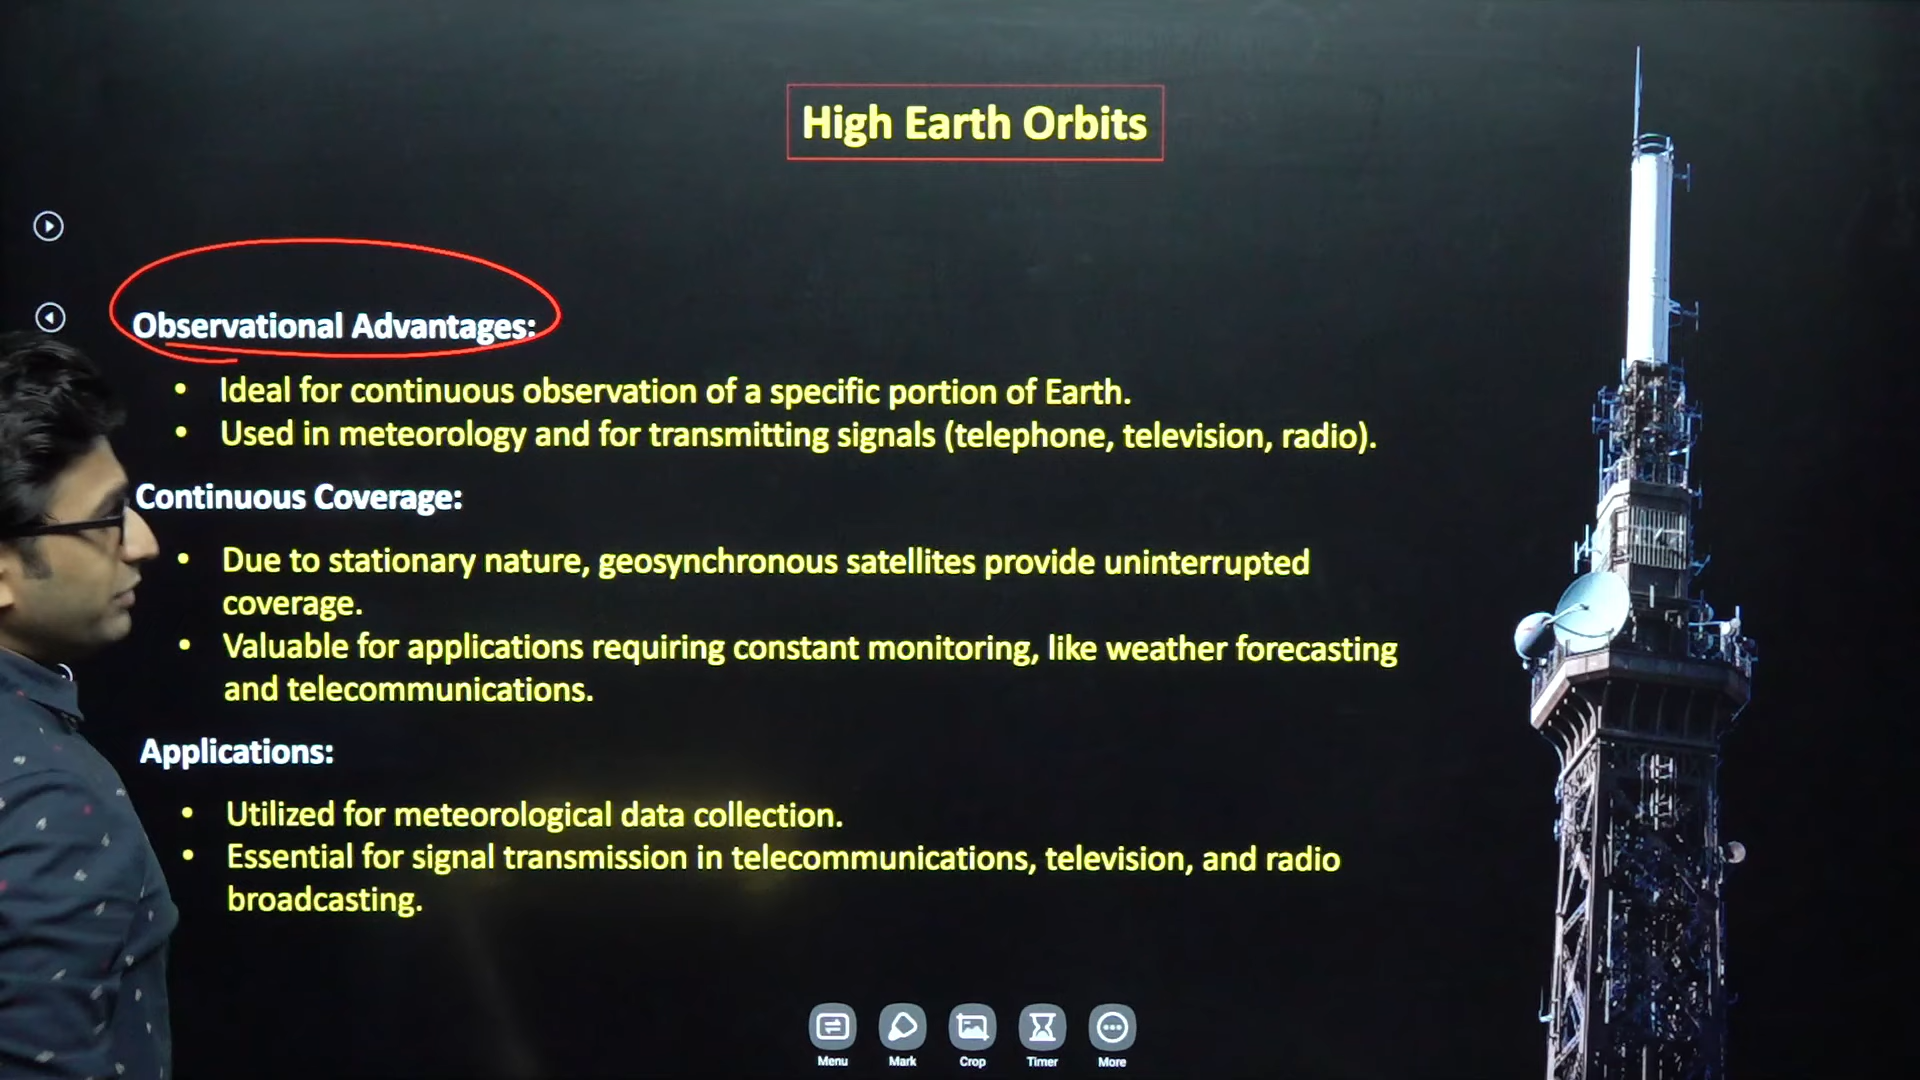 High Earth Orbits
Observational Advantages:
• Ideal for continuous observation of a specific portion of Earth.
• Used in meteorology and for transmitting signals (telephone, television, radio).
Continuous Coverage:
• Due to stationary nature, geosynchronous satellites provide uninterrupted
coverage.
• Valuable for applications requiring constant monitoring, like weather forecasting
and telecommunications.
Applications:
• Utilized for meteorological data collection.
• Essential for signal transmission in telecommunications, television, and radio
broadcasting.
Menu Mark Crop Timer More